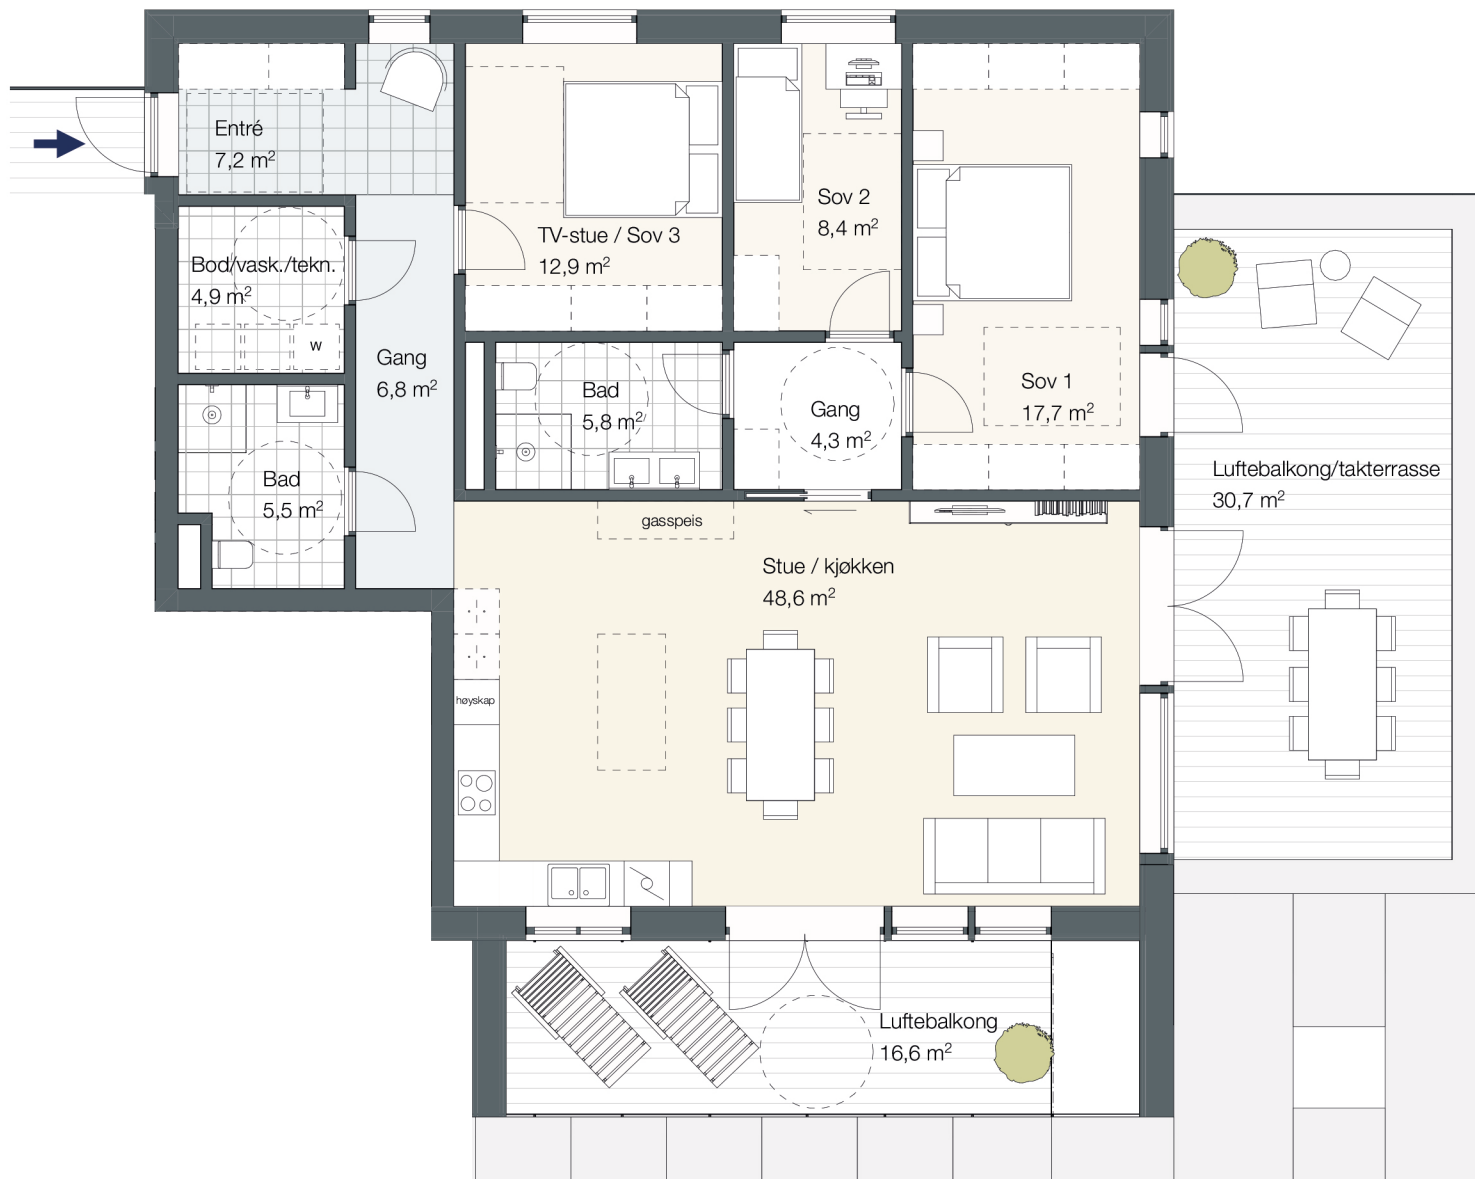 Entré
7,2 m²
TV-stue / Sov 3
12,9 m²
Sov 2
8,4 m²
Bod/vask./tekn.
4,9 m²
w
Gang
6,8 m²
Bad
5,8 m²
Gang
4,3 m²
Sov 1
17,7 m²
Bad
5,5 m²
Luftebalkong/takterrasse
30,7 m²
gasspeis
Stue / kjøkken
48,6 m²
høyskap
Luftebalkong
16,6 m²